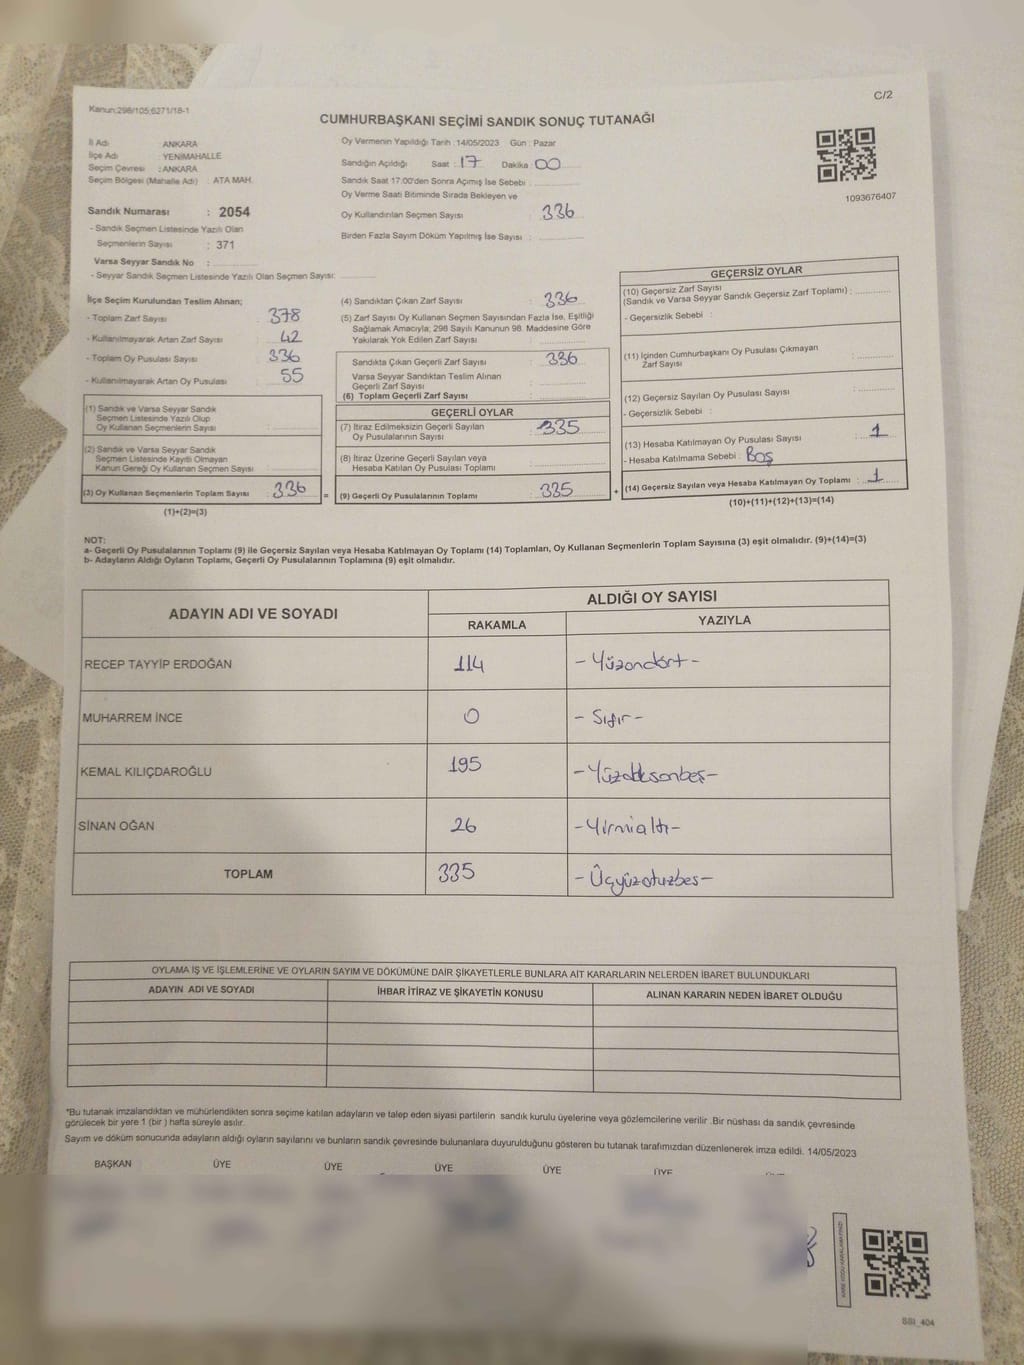 Kanun:298/105;6271/18-1
C/2
CUMHURBAŞKANI SEÇİMİ SANDIK SONUÇ TUTANAĞI
İl Adı ANKARA
İlçe Adı YENİMAHALLE
Seçim Çevresi : ANKARA
Seçim Bölgesi (Mahalle Adı) : ATA MAH.
Sandık Numarası : 2054
- Sandık Seçmen Listesinde Yazılı Olan
Seçmenlerin Sayısı : 371
Varsa Seyyar Sandık No :
- Seyyar Sandık Seçmen Listesinde Yazılı Olan Seçmen Sayısı:
Oy Vermenin Yapıldığı Tarih : 14/05/2023 Gün : Pazar
Sandığın Açıldığı Saat : 17 Dakika : 00
Sandık Saat 17:00'den Sonra Açımış İse Sebebi :
Oy Verme Saati Bitiminde Sırada Bekleyen ve
Oy Kullandırılan Seçmen Sayısı : 336
Birden Fazla Sayım Döküm Yapılmış İse Sayısı :
1093676407
İlçe Seçim Kurulundan Teslim Alınan;
- Toplam Zarf Sayısı : 378
- Kullanılmayarak Artan Zarf Sayısı : 42
- Toplam Oy Pusulası Sayısı : 336
- Kullanılmayarak Artan Oy Pusulası : 55
(1) Sandık ve Varsa Seyyar Sandık
Seçmen Listesinde Yazılı Olup
Oy Kullanan Seçmenlerin Sayısı :
(2) Sandık ve Varsa Seyyar Sandık
Seçmen Listesinde Kayıtlı Olmayan
Kanun Gereği Oy Kullanan Seçmen Sayısı :
(3) Oy Kullanan Seçmenlerin Toplam Sayısı : 336
(1)+(2)=(3)
=
(4) Sandıktan Çıkan Zarf Sayısı : 336
(5) Zarf Sayısı Oy Kullanan Seçmen Sayısından Fazla İse, Eşitliği
Sağlamak Amacıyla; 298 Sayılı Kanunun 98. Maddesine Göre
Yakılarak Yok Edilen Zarf Sayısı :
Sandıkta Çıkan Geçerli Zarf Sayısı : 336
Varsa Seyyar Sandıktan Teslim Alınan
Geçerli Zarf Sayısı :
(6) Toplam Geçerli Zarf Sayısı :
GEÇERLİ OYLAR
(7) İtiraz Edilmeksizin Geçerli Sayılan
Oy Pusulalarının Sayısı : 335
(8) İtiraz Üzerine Geçerli Sayılan veya
Hesaba Katılan Oy Pusulası Toplamı :
(9) Geçerli Oy Pusulalarının Toplamı : 335
+
GEÇERSİZ OYLAR
(10) Geçersiz Zarf Sayısı
(Sandık ve Varsa Seyyar Sandık Geçersiz Zarf Toplamı) :
- Geçersizlik Sebebi :
(11) İçinden Cumhurbaşkanı Oy Pusulası Çıkmayan
Zarf Sayısı :
(12) Geçersiz Sayılan Oy Pusulası Sayısı :
- Geçersizlik Sebebi :
(13) Hesaba Katılmayan Oy Pusulası Sayısı : 1
- Hesaba Katılmama Sebebi : Boş
(14) Geçersiz Sayılan veya Hesaba Katılmayan Oy Toplamı : 1
(10)+(11)+(12)+(13)=(14)
NOT:
a- Geçerli Oy Pusulalarının Toplamı (9) ile Geçersiz Sayılan veya Hesaba Katılmayan Oy Toplamı (14) Toplamları, Oy Kullanan Seçmenlerin Toplam Sayısına (3) eşit olmalıdır. (9)+(14)=(3)
b- Adayların Aldığı Oyların Toplamı, Geçerli Oy Pusulalarının Toplamına (9) eşit olmalıdır.
ADAYIN ADI VE SOYADI
ALDIĞI OY SAYISI
RAKAMLA YAZIYLA
RECEP TAYYİP ERDOĞAN 114 - Yüzondört -
MUHARREM İNCE 0 - Sıfır -
KEMAL KILIÇDAROĞLU 195 - Yüzdoksanbeş -
SİNAN OĞAN 26 - Yirmialtı -
TOPLAM 335 - Üçyüzotuzbeş -
OYLAMA İŞ VE İŞLEMLERİNE VE OYLARIN SAYIM VE DÖKÜMÜNE DAİR ŞİKAYETLERLE BUNLARA AİT KARARLARIN NELERDEN İBARET BULUNDUKLARI
ADAYIN ADI VE SOYADI İHBAR İTİRAZ VE ŞİKAYETİN KONUSU ALINAN KARARIN NEDEN İBARET OLDUĞU
*Bu tutanak imzalandıktan ve mühürlendikten sonra seçime katılan adayların ve talep eden siyasi partilerin sandık kurulu üyelerine veya gözlemcilerine verilir. Bir nüshası da sandık çevresinde
görülecek bir yere 1 (bir ) hafta süreyle asılır.
Sayım ve döküm sonucunda adayların aldığı oyların sayılarını ve bunların sandık çevresinde bulunanlara duyurulduğunu gösteren bu tutanak tarafımızdan düzenlenerek imza edildi. 14/05/2023
BAŞKAN ÜYE ÜYE ÜYE ÜYE ÜYE
SSI_404